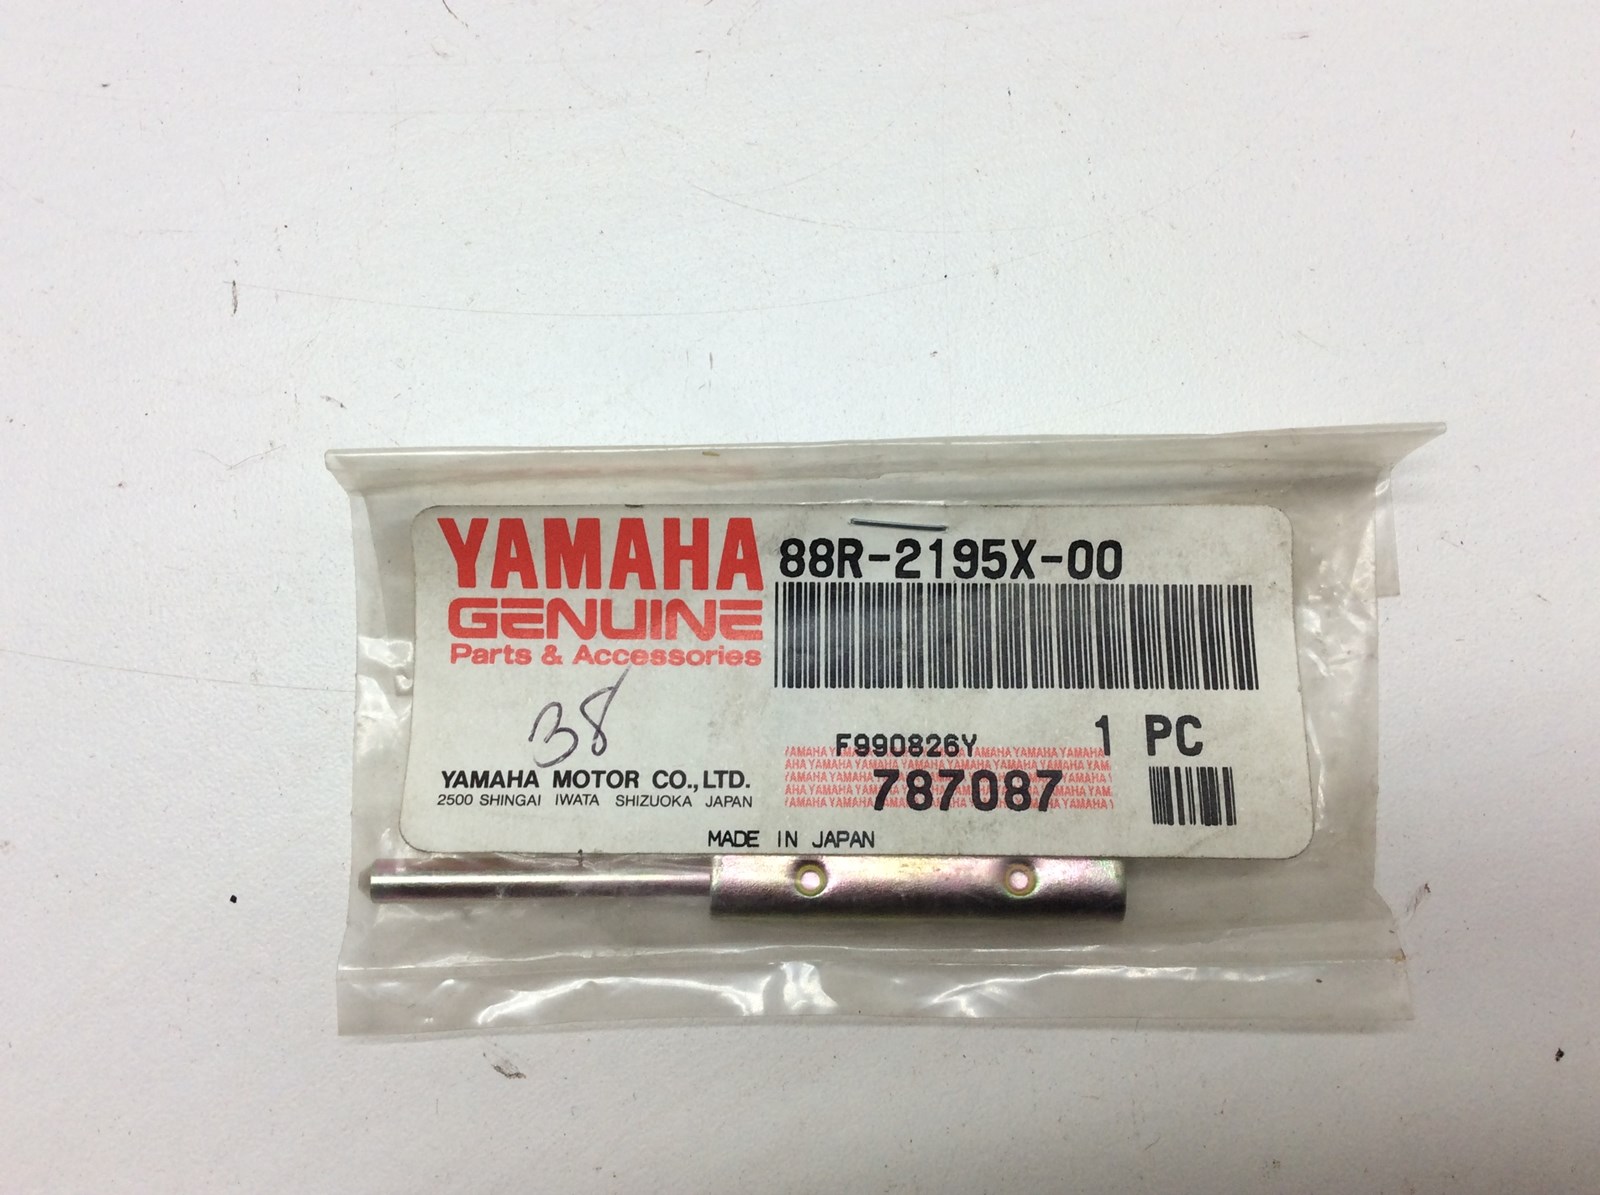 YAMAHA
GENUINE
Parts & Accessories
88R-2195X-00
38
F990826Y
1 PC
787087
YAMAHA MOTOR CO.,LTD.
2500 SHINGAI IWATA SHIZUOKA JAPAN
MADE IN JAPAN